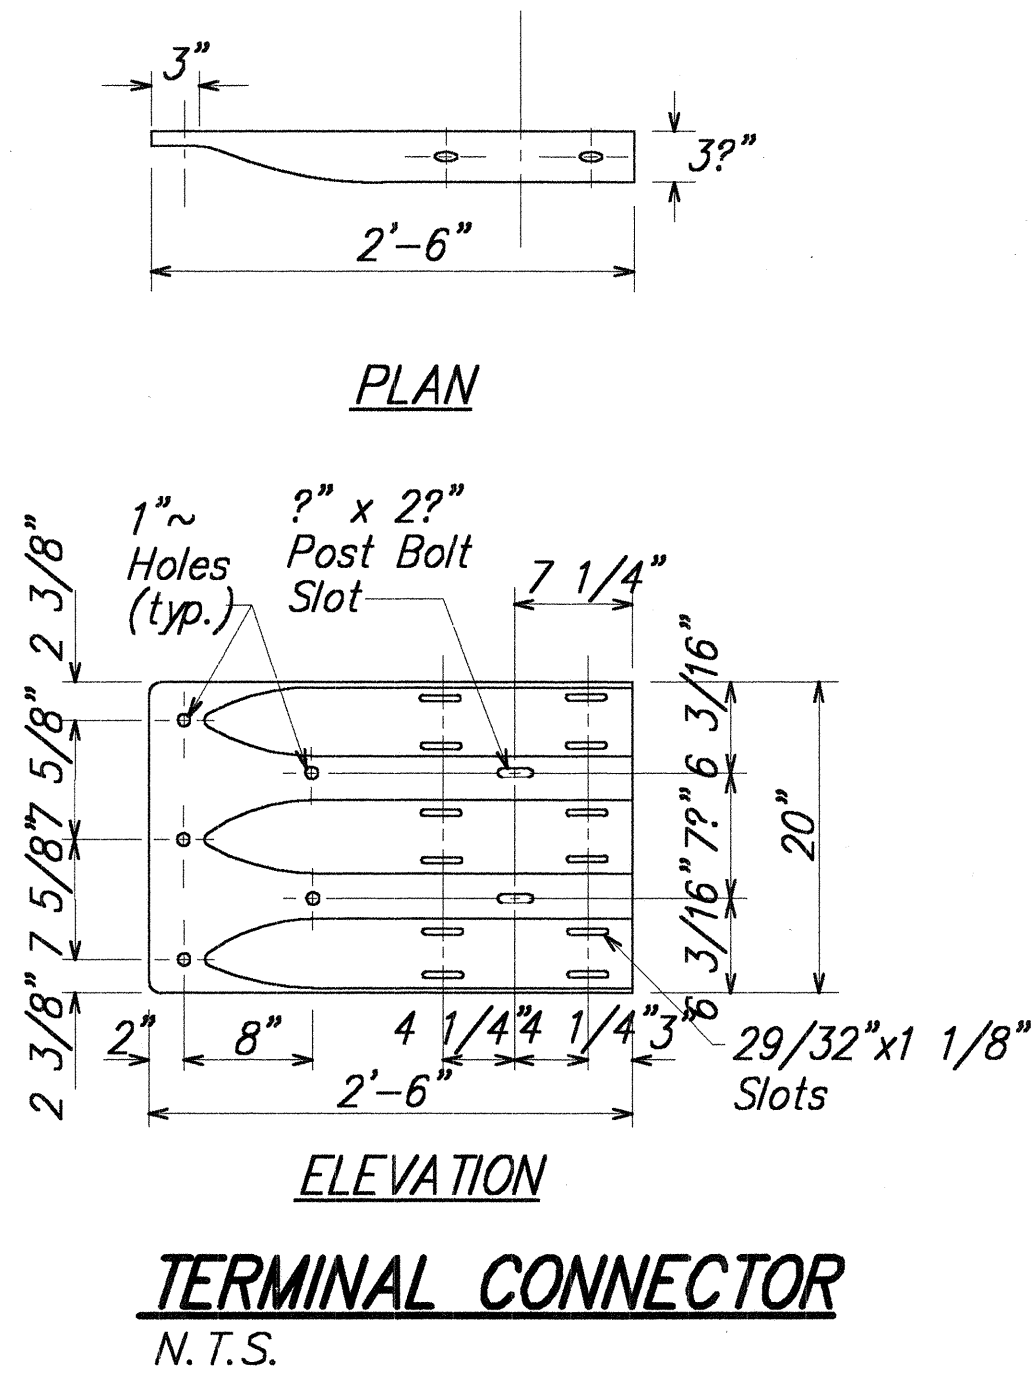 3"
3?"
2'-6"
PLAN
1"~
Holes
(typ.)
?" x 2?"
Post Bolt
Slot
7 1/4"
2 3/8"
7 5/8"
7 5/8"
2 3/8"
6 3/16"
7?"
6 3/16"
20"
2"
8"
4 1/4"
4 1/4"
3"
29/32"x1 1/8"
Slots
2'-6"
ELEVATION
TERMINAL CONNECTOR
N.T.S.